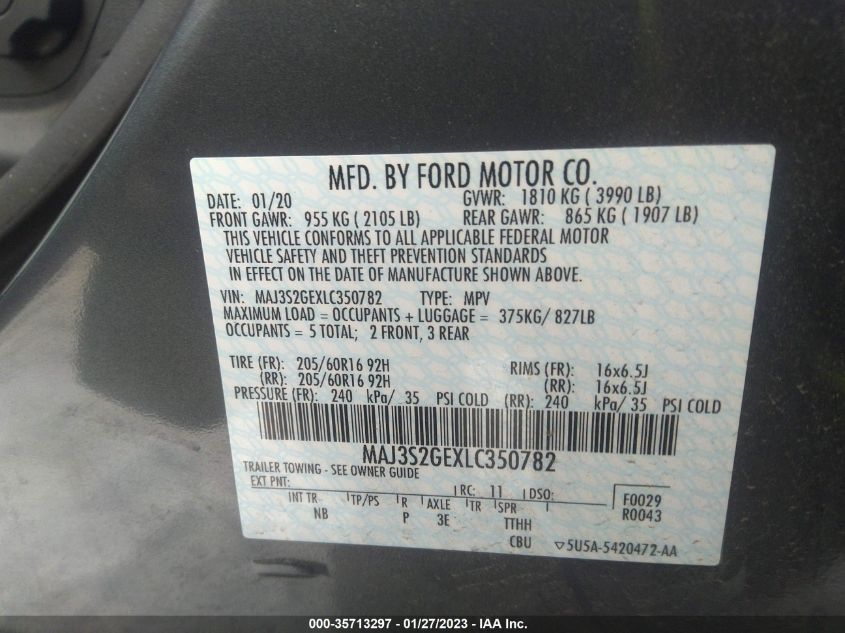 MFD. BY FORD MOTOR CO.
DATE: 01/20 GVWR: 1810 KG ( 3990 LB)
FRONT GAWR: 955 KG ( 2105 LB) REAR GAWR: 865 KG ( 1907 LB)
THIS VEHICLE CONFORMS TO ALL APPLICABLE FEDERAL MOTOR
VEHICLE SAFETY AND THEFT PREVENTION STANDARDS
IN EFFECT ON THE DATE OF MANUFACTURE SHOWN ABOVE.
VIN: MAJ3S2GEXLC350782 TYPE: MPV
MAXIMUM LOAD = OCCUPANTS + LUGGAGE = 375KG/ 827LB
OCCUPANTS = 5 TOTAL; 2 FRONT, 3 REAR
TIRE (FR): 205/60R16 92H RIMS (FR): 16x6.5J
(RR): 205/60R16 92H (RR): 16x6.5J
PRESSURE (FR): 240 kPa/ 35 PSI COLD (RR): 240 kPa/ 35 PSI COLD
MAJ3S2GEXLC350782
TRAILER TOWING - SEE OWNER GUIDE
EXT PNT: RC: 11 DSO: F0029
INT TR TP/PS R AXLE TR SPR R0043
NB P 3E TTHH
CBU ▽5U5A-5420472-AA
000-35713297 - 01/27/2023 - IAA Inc.